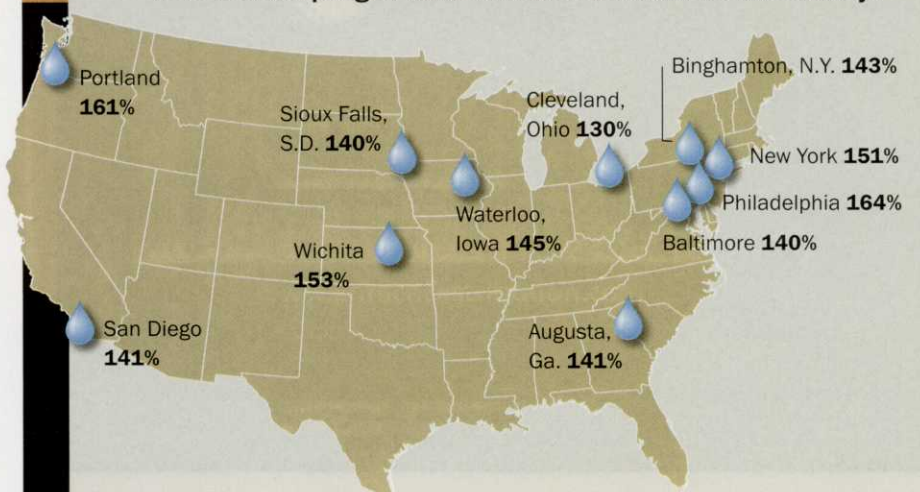 Portland
161%
Sioux Falls,
S.D. 140%
Cleveland,
Ohio 130%
Binghamton, N.Y. 143%
New York 151%
Philadelphia 164%
Baltimore 140%
Waterloo,
Iowa 145%
Wichita
153%
San Diego
141%
Augusta,
Ga. 141%